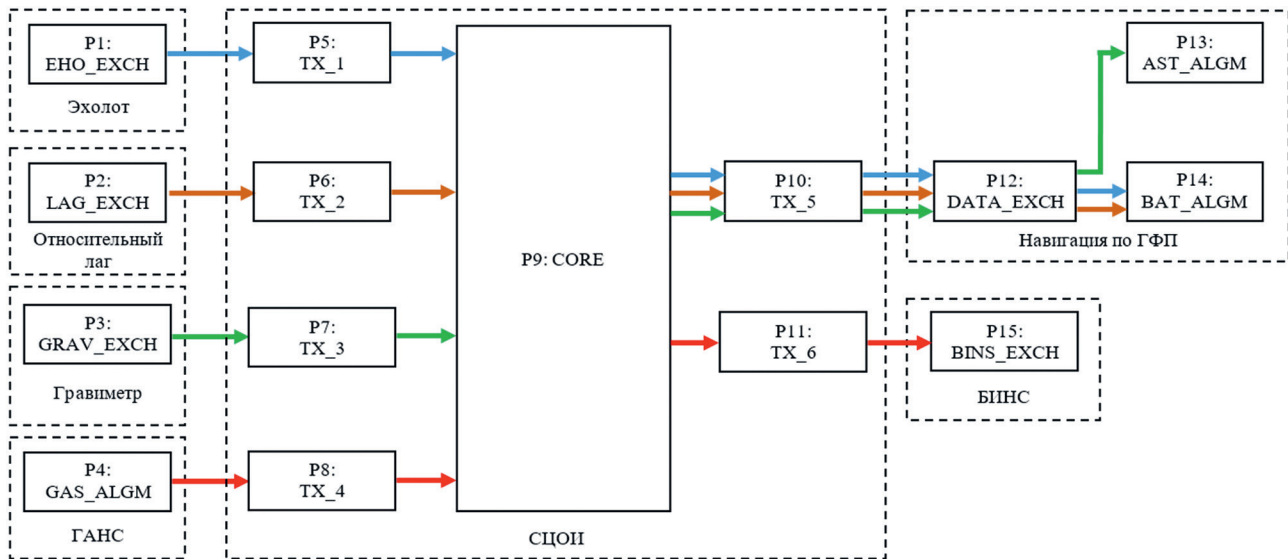 P1:
EHO_EXCH
Эхолот
P2:
LAG_EXCH
Относительный
лаг
P3:
GRAV_EXCH
Гравиметр
P4:
GAS_ALGM
ГАНС
P5:
TX_1
P6:
TX_2
P7:
TX_3
P8:
TX_4
P9: CORE
P10:
TX_5
P11:
TX_6
СЦОИ
P12:
DATA_EXCH
P13:
AST_ALGM
P14:
BAT_ALGM
Навигация по ГФП
P15:
BINS_EXCH
БИНС